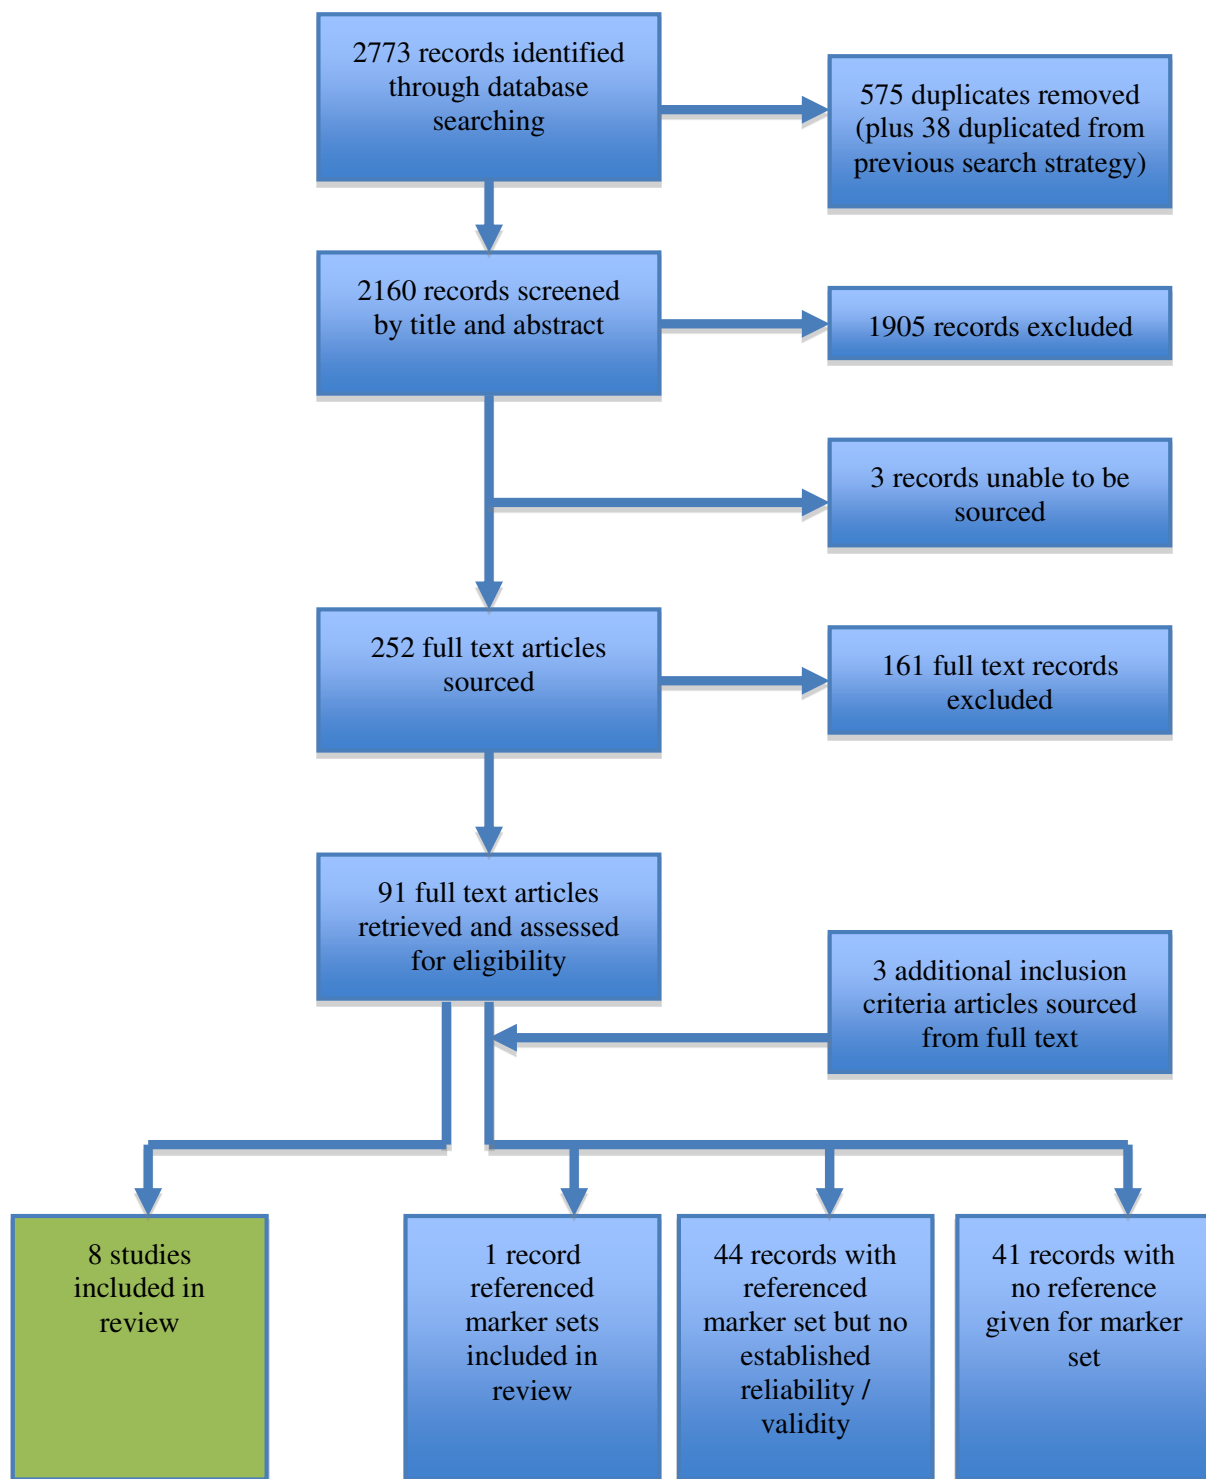 2773 records identified
through database
searching
575 duplicates removed
(plus 38 duplicated from
previous search strategy)
2160 records screened
by title and abstract
1905 records excluded
3 records unable to be
sourced
252 full text articles
sourced
161 full text records
excluded
91 full text articles
retrieved and assessed
for eligibility
3 additional inclusion
criteria articles sourced
from full text
8 studies
included in
review
1 record
referenced
marker sets
included in
review
44 records with
referenced
marker set but no
established
reliability /
validity
41 records with
no reference
given for marker
set